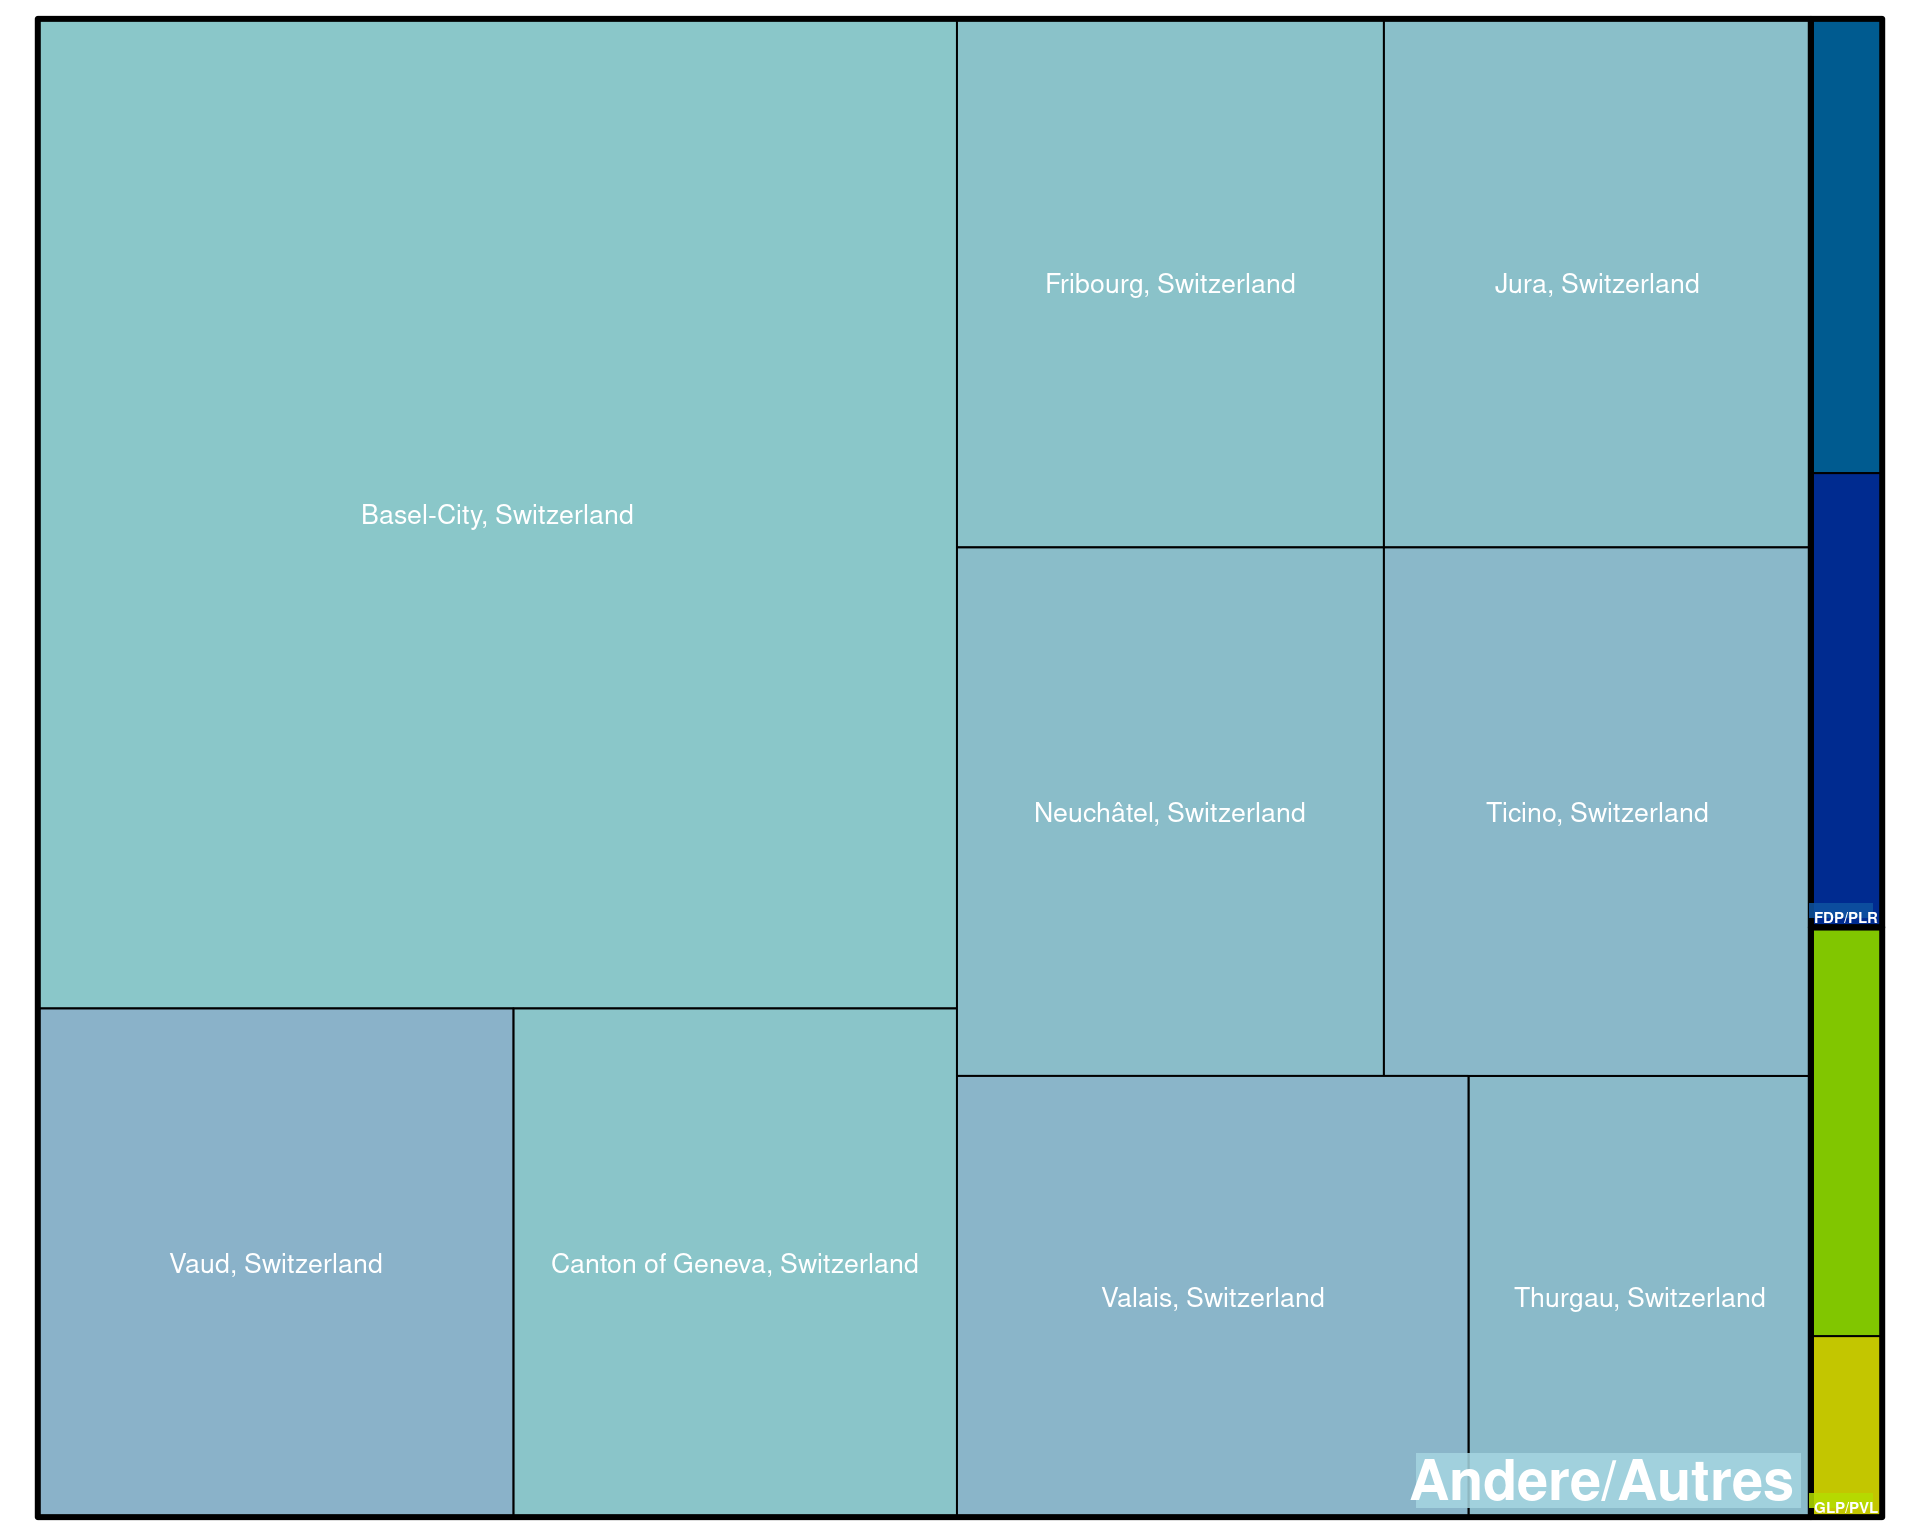 Fribourg, Switzerland
Jura, Switzerland
Basel-City, Switzerland
Neuchâtel, Switzerland
Ticino, Switzerland
FDP/PLR
Vaud, Switzerland
Canton of Geneva, Switzerland
Valais, Switzerland
Thurgau, Switzerland
Andere/Autres
GLP/PVL